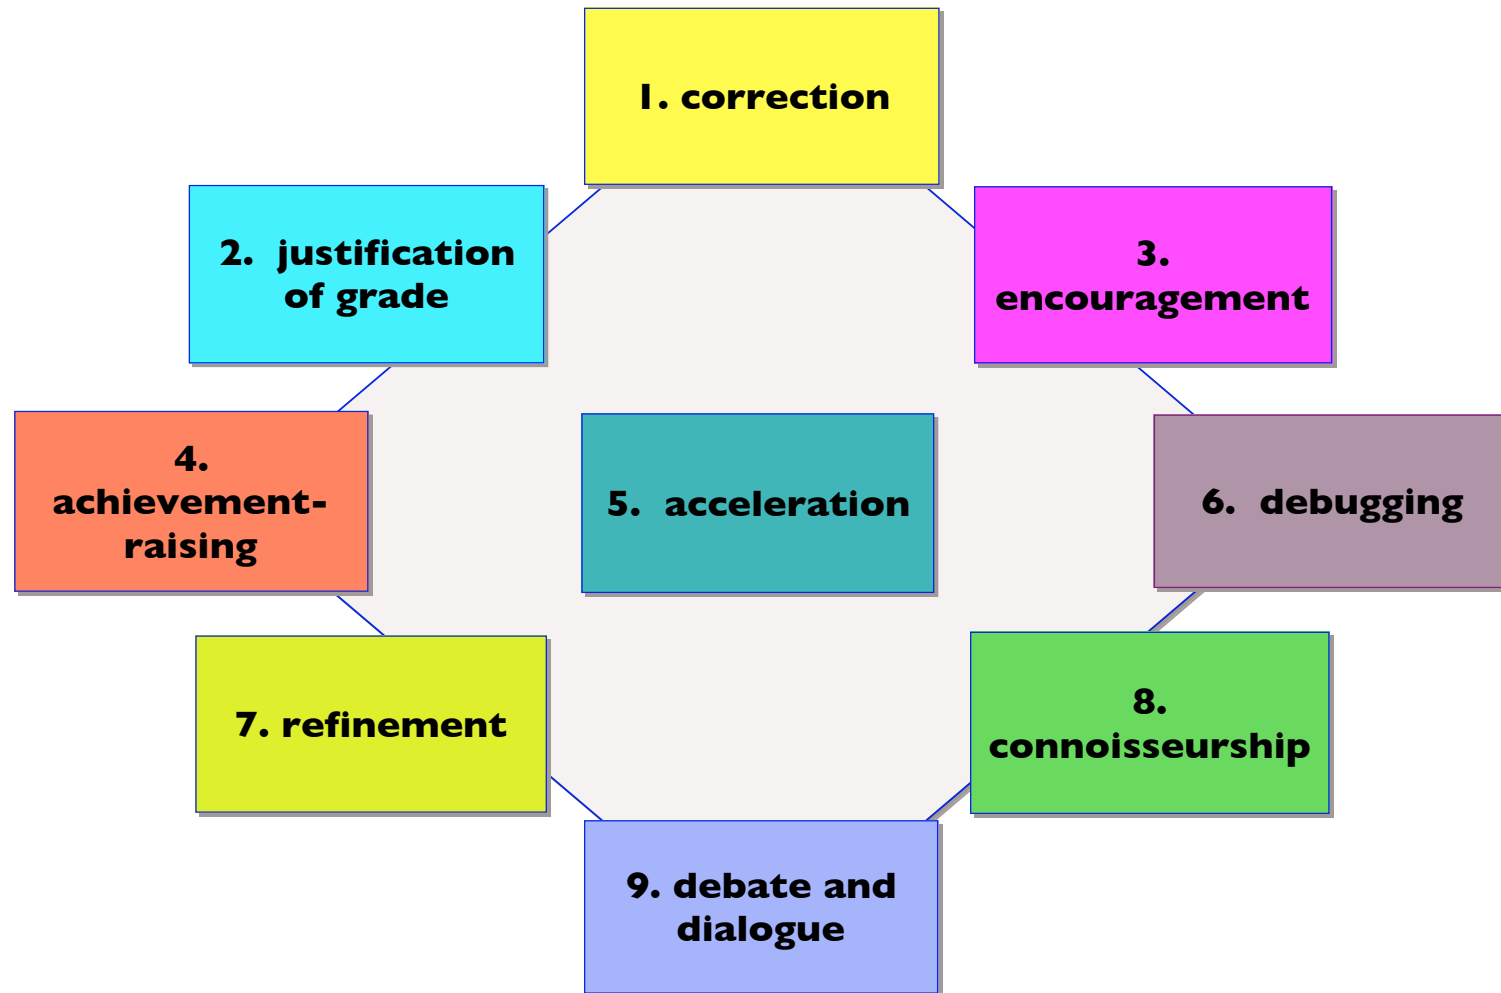 1. correction
2. justification
of grade
3.
encouragement
4.
achievement-
raising
5. acceleration
6. debugging
7. refinement
8.
connoisseurship
9. debate and
dialogue